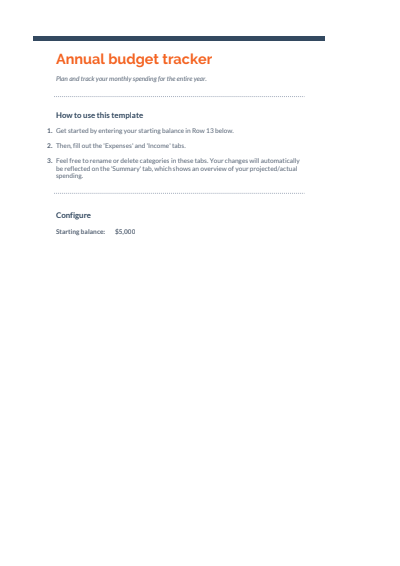 Annual budget tracker
Plan and track your monthly spending for the entire year.
How to use this template
1. Get started by entering your starting balance in Row 13 below.
2. Then, fill out the 'Expenses' and 'Income' tabs.
3. Feel free to rename or delete categories in these tabs. Your changes will automatically
be reflected on the 'Summary' tab, which shows an overview of your projected/actual
spending.
Configure
Starting balance: $5,000